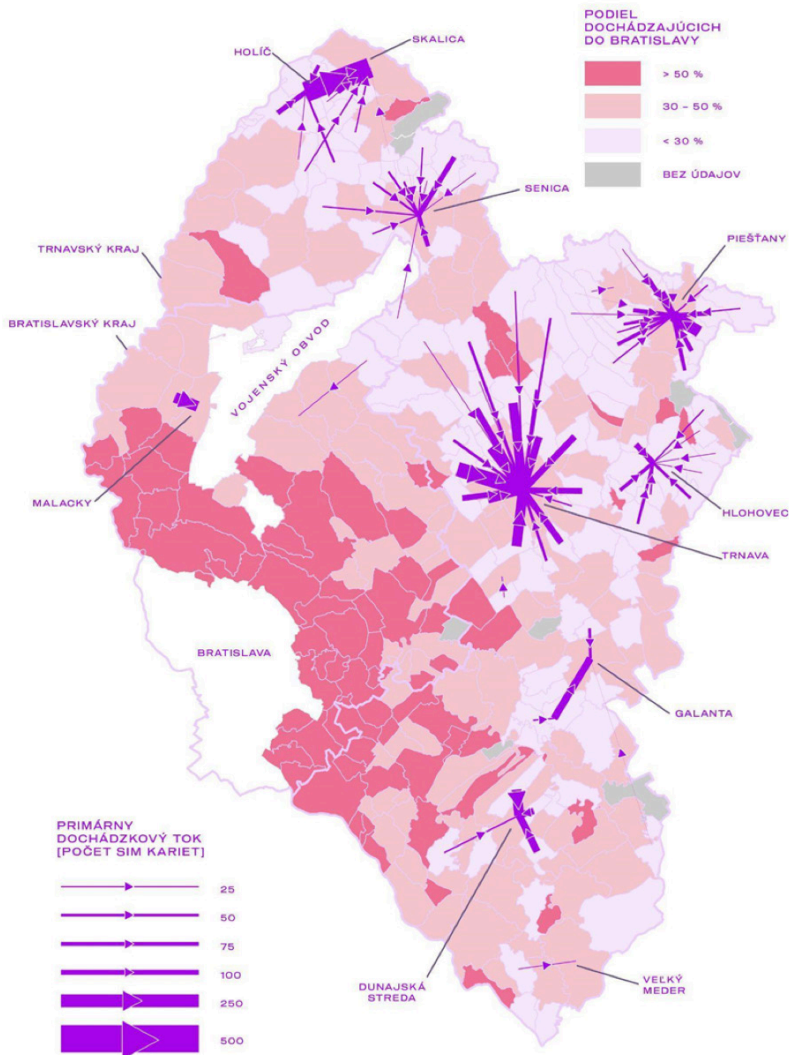 PODIEL
DOCHÁDZAJÚCICH
DO BRATISLAVY
> 50 %
30 – 50 %
< 30 %
BEZ ÚDAJOV
SKALICA
HOLÍČ
SENICA
PIEŠŤANY
TRNAVSKÝ KRAJ
BRATISLAVSKÝ KRAJ
VOJENSKÝ OBVOD
MALACKY
HLOHOVEC
TRNAVA
BRATISLAVA
GALANTA
PRIMÁRNY
DOCHÁDZKOVÝ TOK
[POČET SIM KARIET]
25
50
75
100
250
500
DUNAJSKÁ
STREDA
VEĽKÝ
MEDER